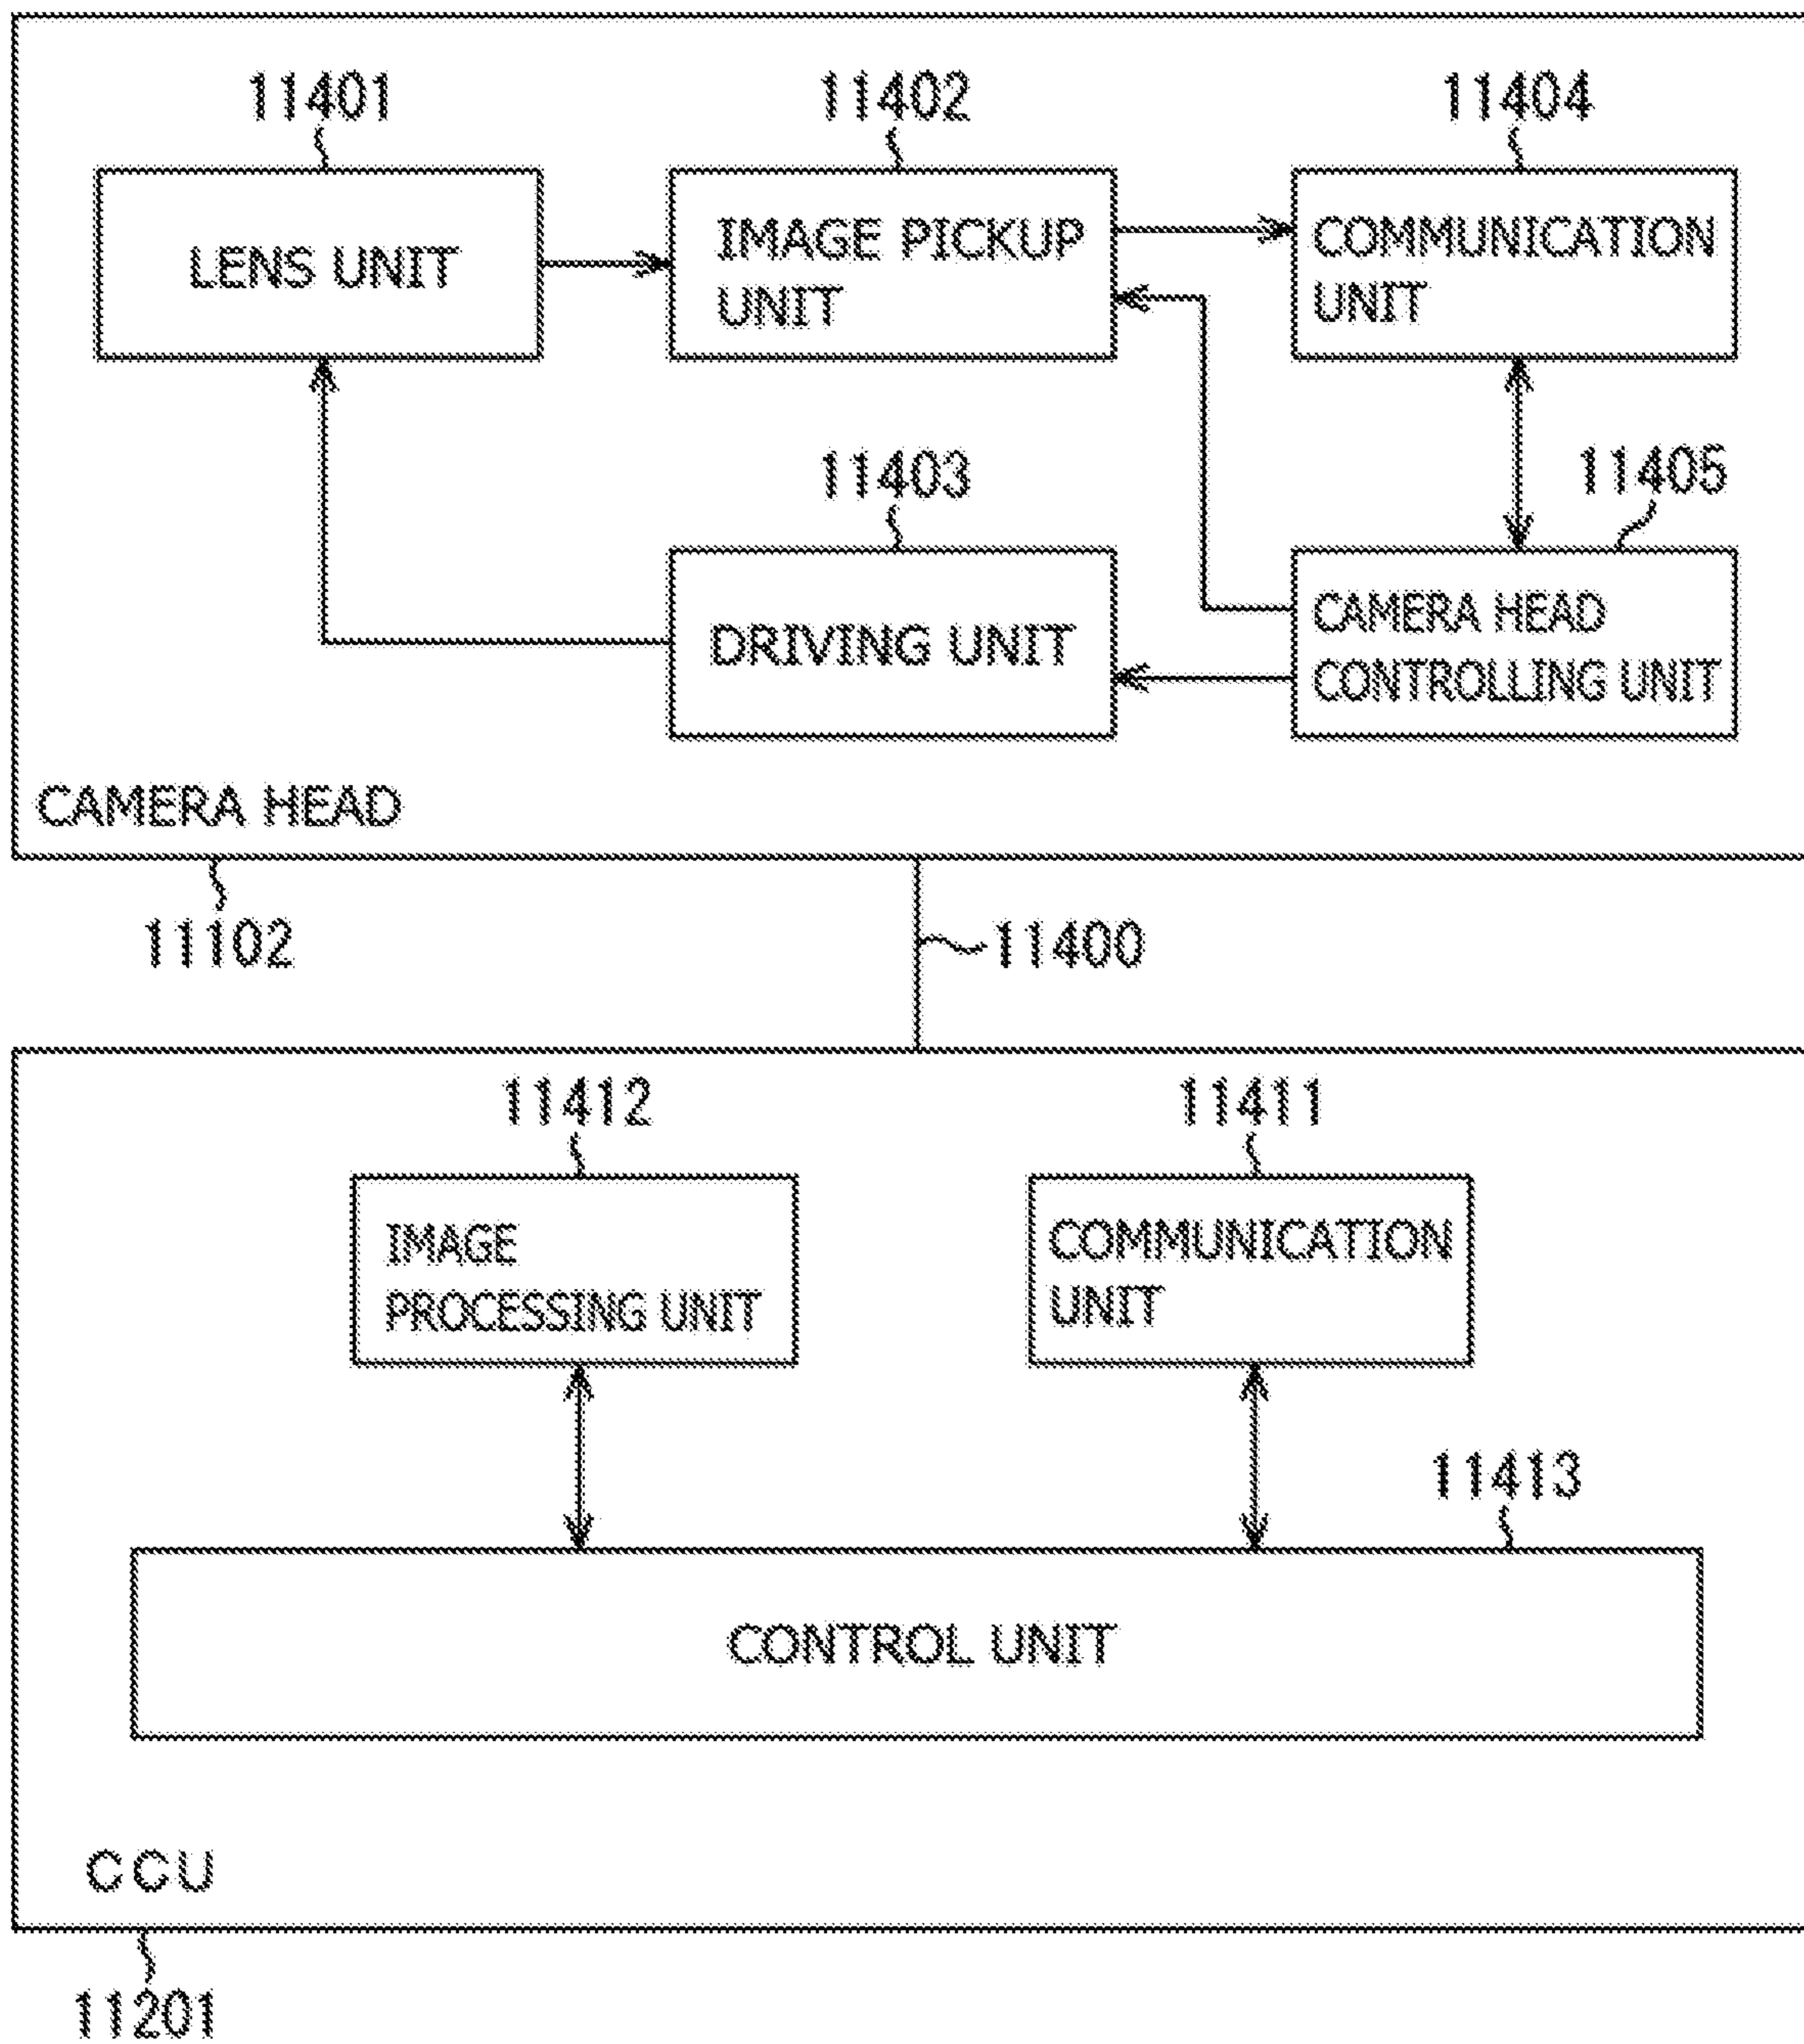 11401
11402
11404
LENS UNIT
IMAGE PICKUP
UNIT
COMMUNICATION
UNIT
11403
11405
DRIVING UNIT
CAMERA HEAD
CONTROLLING UNIT
CAMERA HEAD
11102
11400
11412
11411
IMAGE
PROCESSING UNIT
COMMUNICATION
UNIT
11413
CONTROL UNIT
CCU
11201